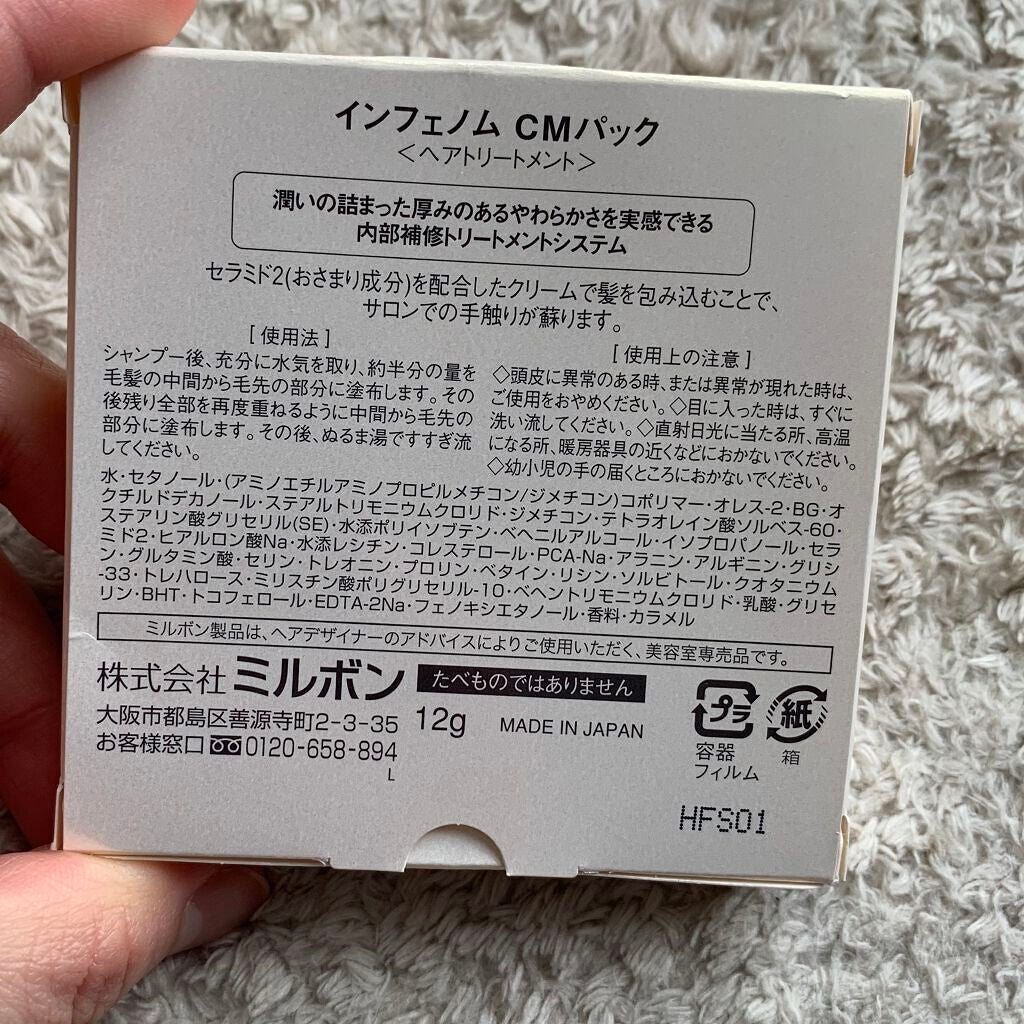 インフェノム CMパック
<ヘアトリートメント>
潤いの詰まった厚みのあるやわらかさを実感できる
内部補修トリートメントシステム
セラミド2(おさまり成分)を配合したクリームで髪を包み込むことで、
サロンでの手触りが蘇ります。
[ 使用法 ]
シャンプー後、充分に水気を取り、約半分の量を
毛髪の中間から毛先の部分に塗布します。その
後残り全部を再度重ねるように中間から毛先の
部分に塗布します。その後、ぬるま湯ですすぎ流
してください。
[ 使用上の注意 ]
◇頭皮に異常のある時、または異常が現れた時は、
ご使用をおやめください。◇目に入った時は、すぐに
洗い流してください。◇直射日光に当たる所、高温
になる所、暖房器具の近くなどにおかないでください。
◇幼小児の手の届くところにおかないでください。
水・セタノール・(アミノエチルアミノプロピルメチコン/ジメチコン)コポリマー・オレス-2・BG・オ
クチルドデカノール・ステアルトリモニウムクロリド・ジメチコン・テトラオレイン酸ソルベス-60・
ステアリン酸グリセリル(SE)・水添ポリイソブテン・ベヘニルアルコール・イソプロパノール・セラ
ミド2・ヒアルロン酸Na・水添レシチン・コレステロール・PCA-Na・アラニン・アルギニン・グリシ
ン・グルタミン酸・セリン・トレオニン・プロリン・ベタイン・リシン・ソルビトール・クオタニウム
-33・トレハロース・ミリスチン酸ポリグリセリル-10・ベヘントリモニウムクロリド・乳酸・グリセ
リン・BHT・トコフェロール・EDTA-2Na・フェノキシエタノール・香料・カラメル
ミルボン製品は、ヘアデザイナーのアドバイスによりご使用いただく、美容室専売品です。
株式会社 ミルボン たべものではありません
大阪市都島区善源寺町2-3-35 12g MADE IN JAPAN
お客様窓口 0120-658-894
L
プラ 紙
容器 箱
フィルム
HFS01